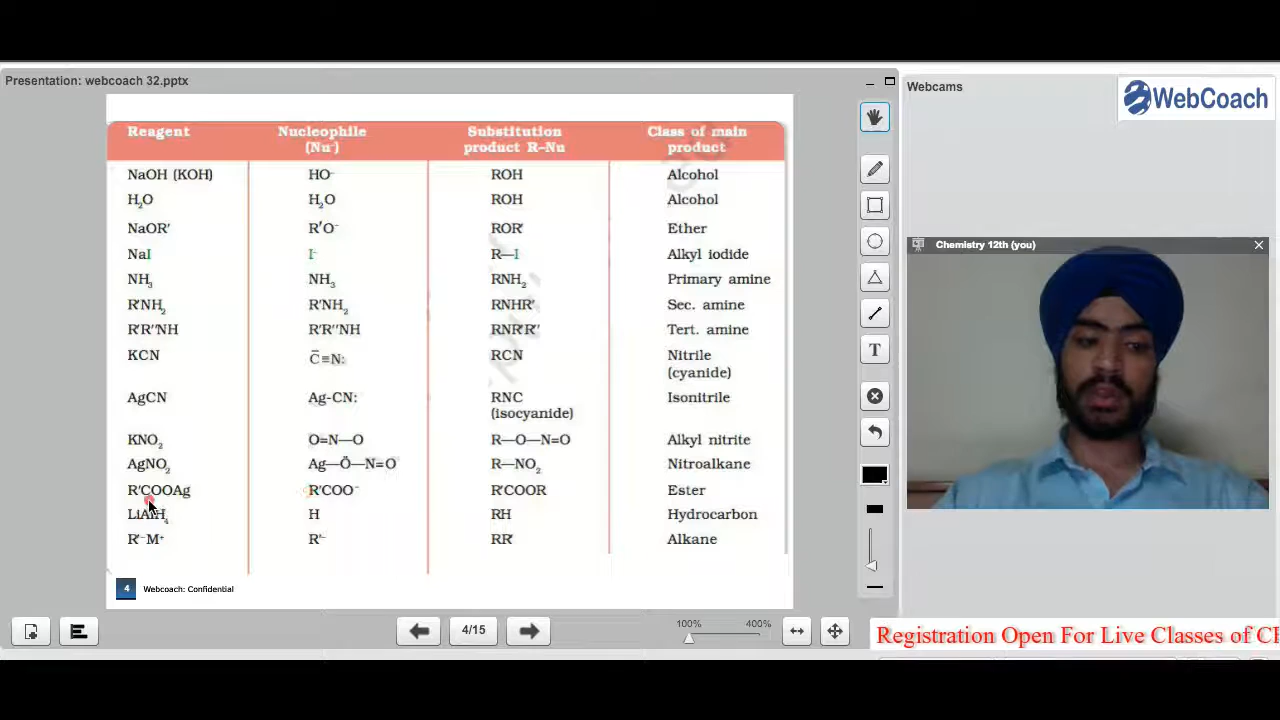 Presentation: webcoach 32.pptx
Webcams
WebCoach
Chemistry 12th (you)
Reagent Nucleophile (Nu⁻) Substitution product R–Nu Class of main product
NaOH (KOH) HO⁻ ROH Alcohol
H₂O H₂O ROH Alcohol
NaOR′ R′O⁻ ROR′ Ether
NaI I⁻ R—I Alkyl iodide
NH₃ NH₃ RNH₂ Primary amine
R′NH₂ R′NH₂ RNHR′ Sec. amine
R′R′′NH R′R′′NH RNR′R′′ Tert. amine
KCN C̄≡N: RCN Nitrile
(cyanide)
AgCN Ag-CN: RNC Isonitrile
(isocyanide)
KNO₂ O=N—O R—O—N=O Alkyl nitrite
AgNO₂ Ag—Ö—N=O R—NO₂ Nitroalkane
R′COOAg R′COO⁻ R′COOR Ester
LiAlH₄ H RH Hydrocarbon
R′⁻M⁺ R′⁻ RR′ Alkane
4 Webcoach: Confidential
T
4/15
100% 400%
Registration Open For Live Classes of